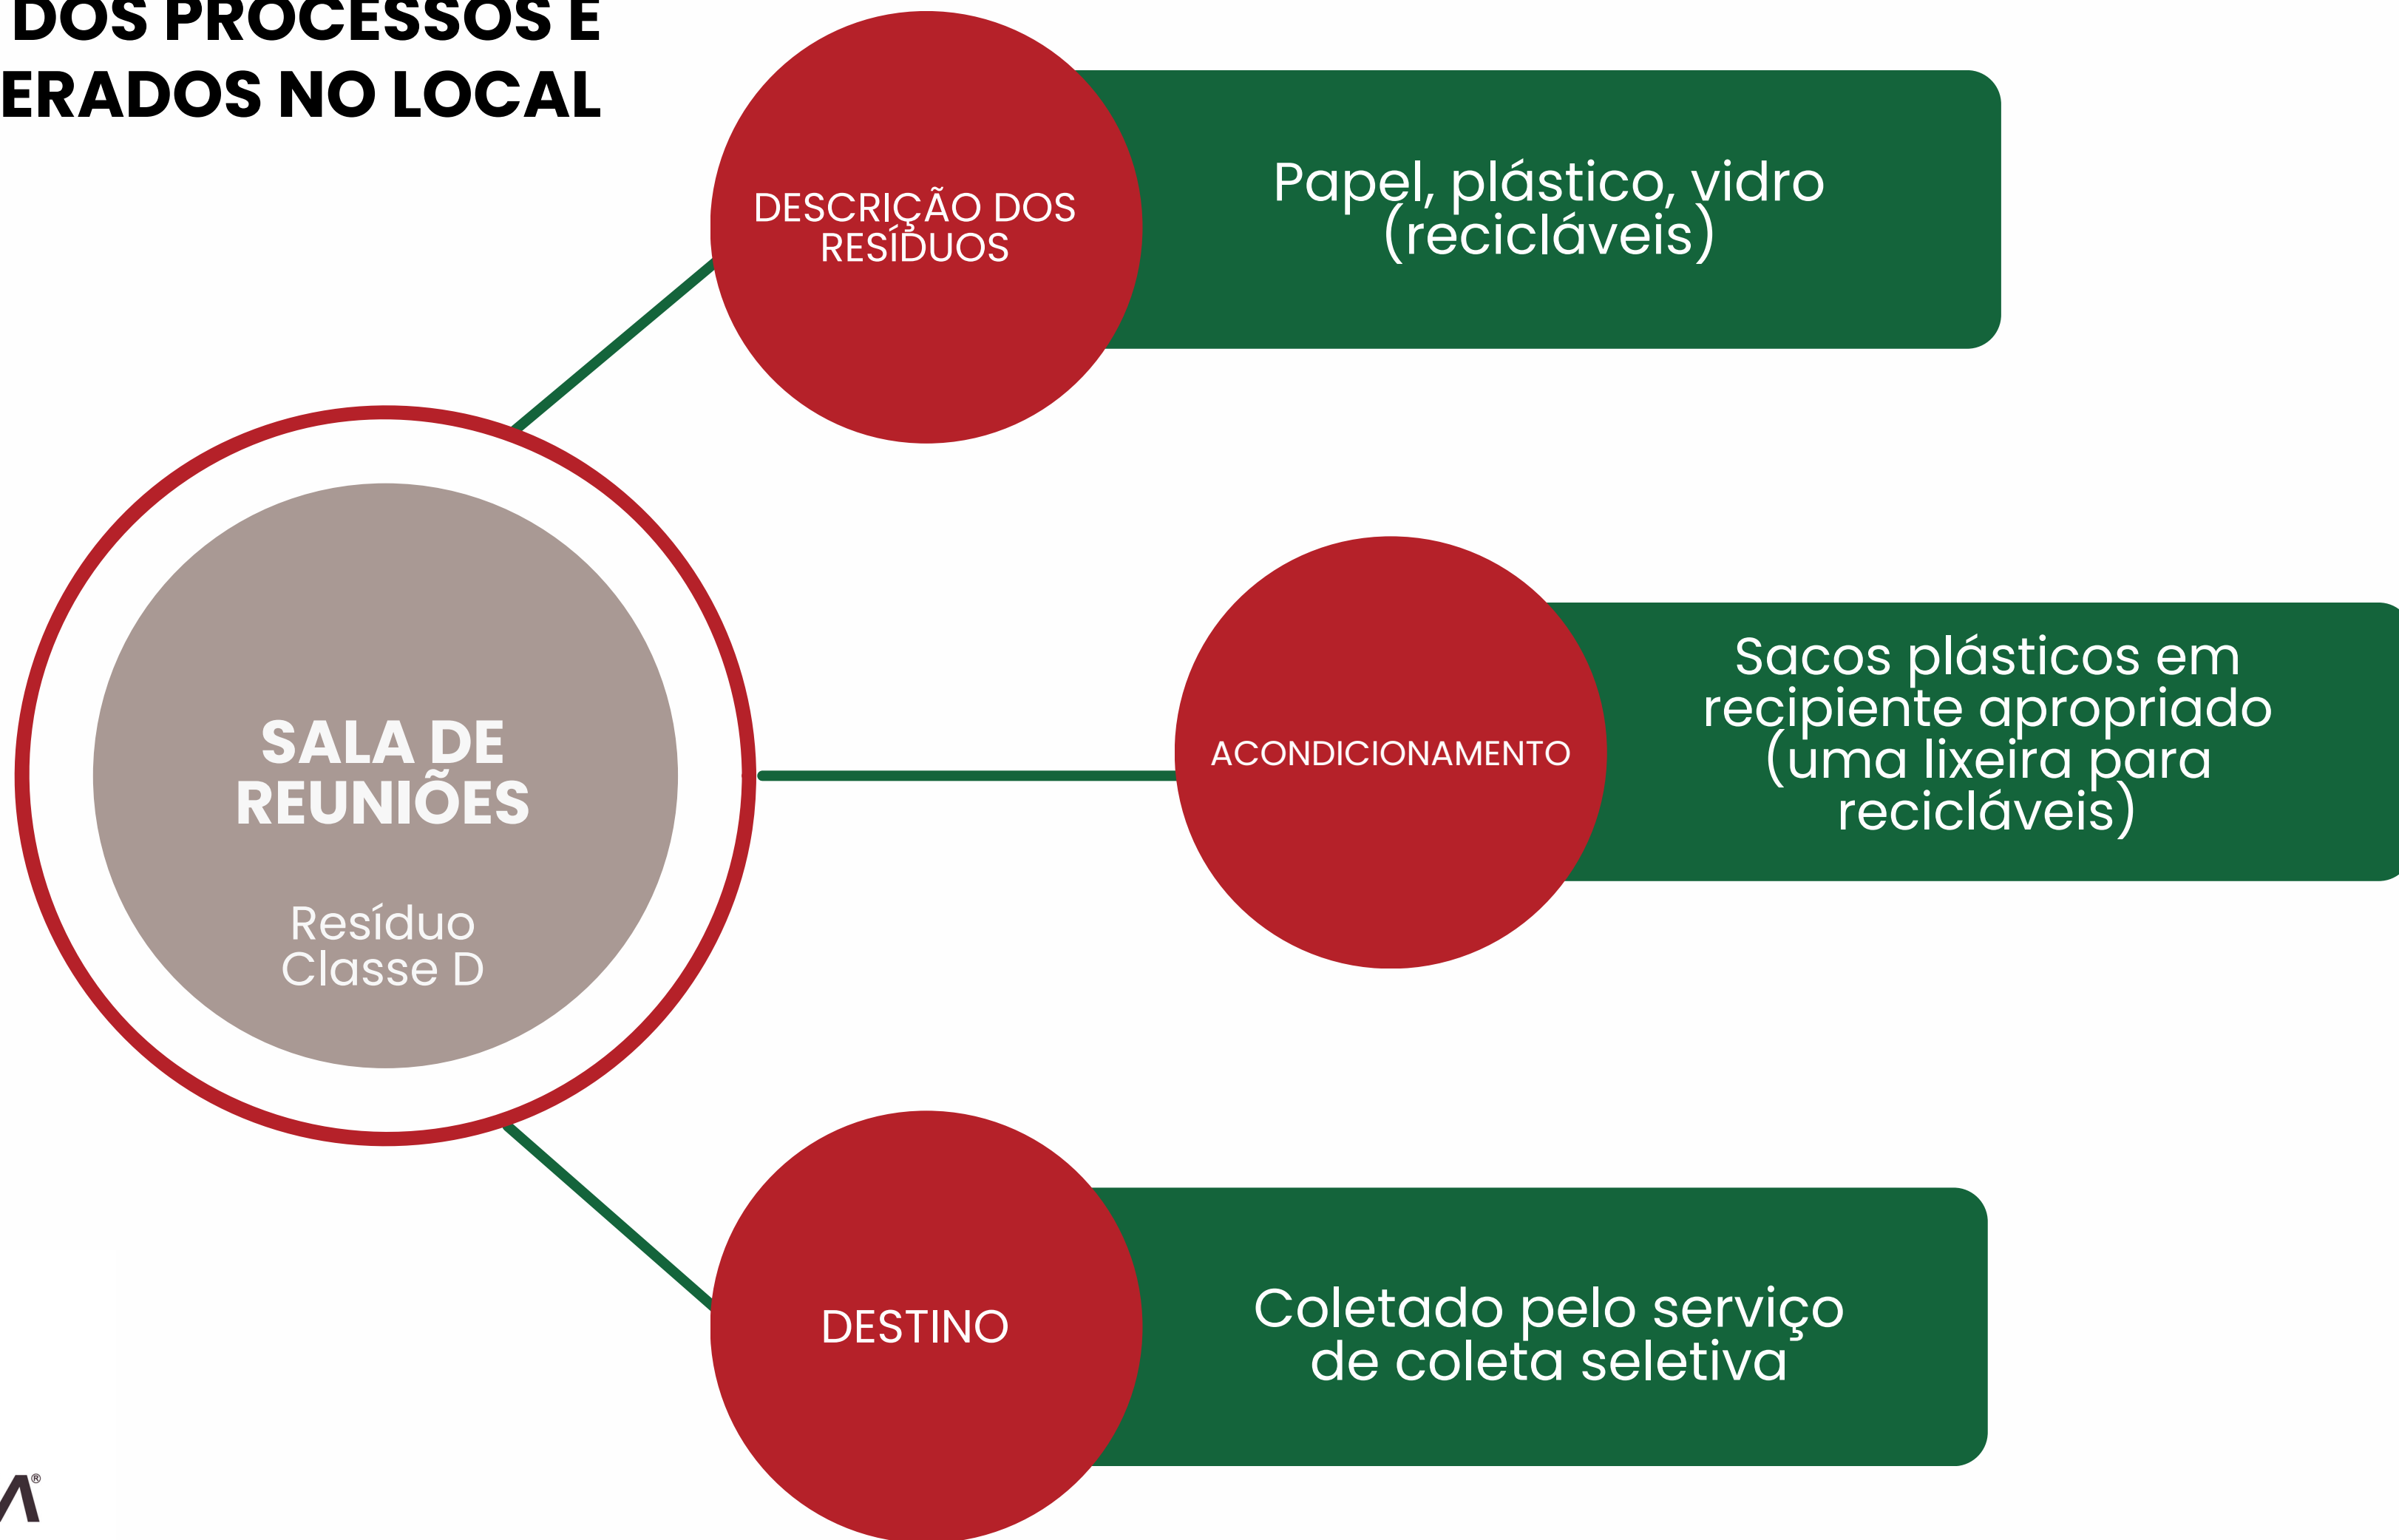 DOS PROCESSOS E
ERADOS NO LOCAL
DESCRIÇÃO DOS
RESÍDUOS
Papel, plástico, vidro
(recicláveis)
SALA DE
REUNIÕES
Resíduo
Classe D
ACONDICIONAMENTO
Sacos plásticos em
recipiente apropriado
(uma lixeira para
recicláveis)
DESTINO
Coletado pelo serviço
de coleta seletiva
®